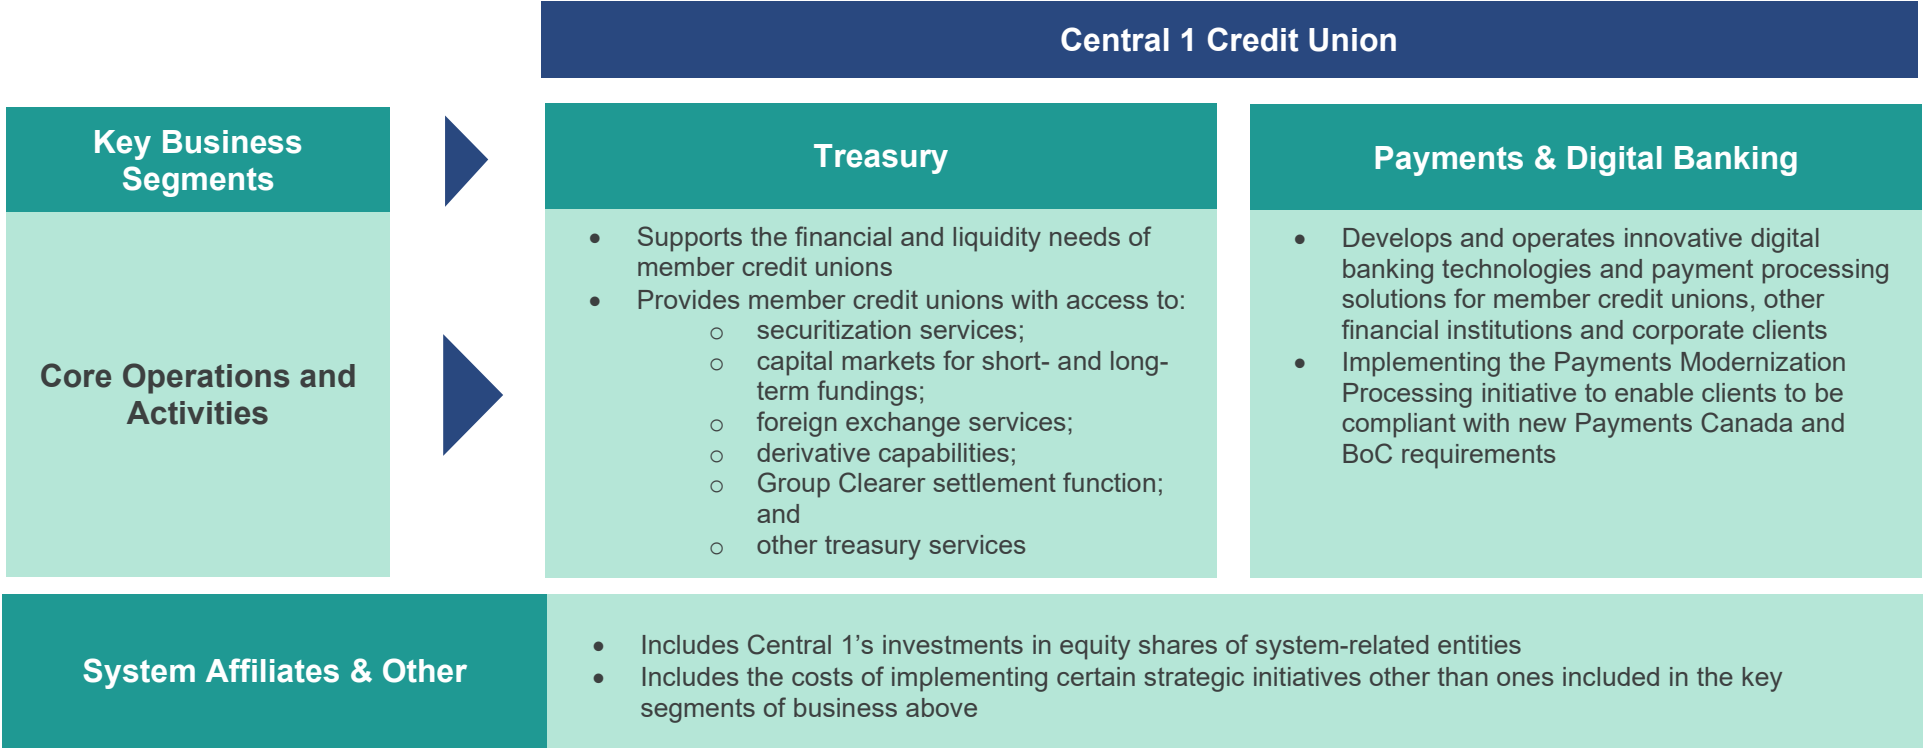 Central 1 Credit Union
Key Business
Segments
Treasury
Payments & Digital Banking
Core Operations and
Activities
• Supports the financial and liquidity needs of
member credit unions
• Provides member credit unions with access to:
o securitization services;
o capital markets for short- and long-
term fundings;
o foreign exchange services;
o derivative capabilities;
o Group Clearer settlement function;
and
o other treasury services
• Develops and operates innovative digital
banking technologies and payment processing
solutions for member credit unions, other
financial institutions and corporate clients
• Implementing the Payments Modernization
Processing initiative to enable clients to be
compliant with new Payments Canada and
BoC requirements
System Affiliates & Other
• Includes Central 1’s investments in equity shares of system-related entities
• Includes the costs of implementing certain strategic initiatives other than ones included in the key
segments of business above